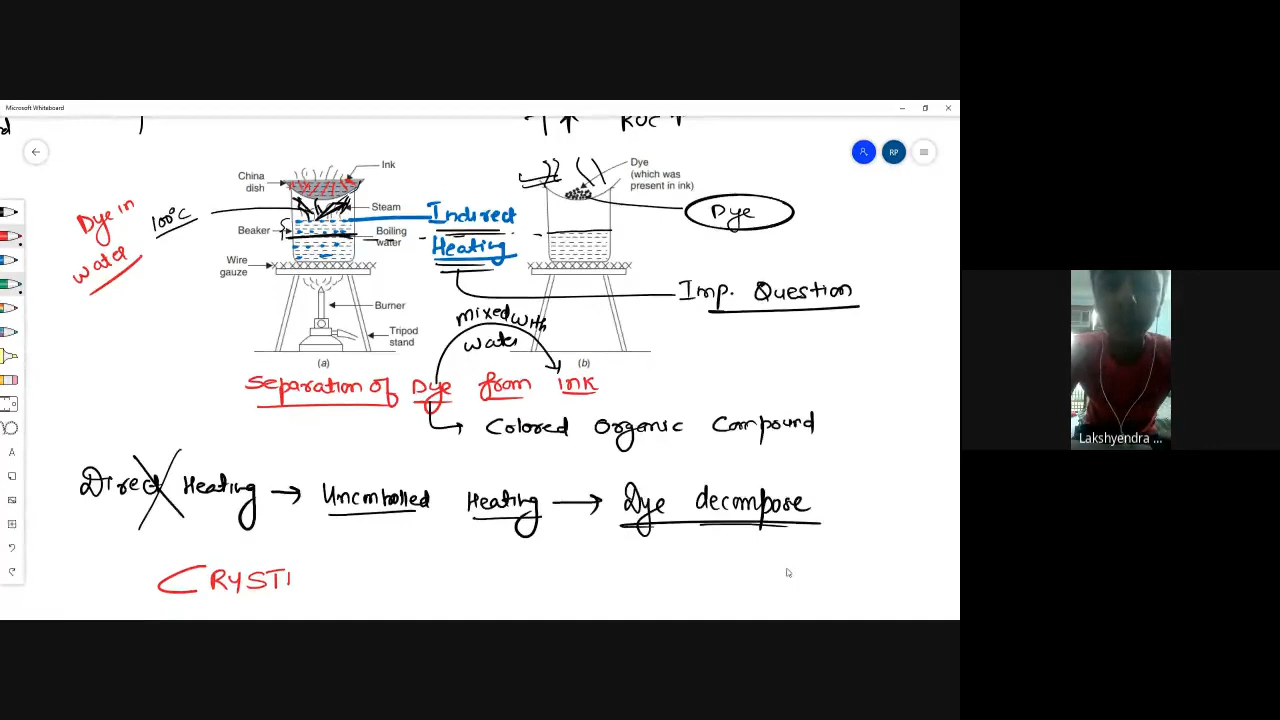 Microsoft Whiteboard
RP
China dish
Ink
Steam
Beaker
Boiling water
Wire gauze
Burner
Tripod stand
(a)
Dye in water
100°C
Indirect
Heating
Dye
(which was
present in ink)
Dye
Imp. Question
(b)
mixed with
water
Separation of Dye from Ink
Colored Organic Compound
Direct Heating → Uncontrolled Heating → Dye decompose
CRYSTI
Lakshyendra ...